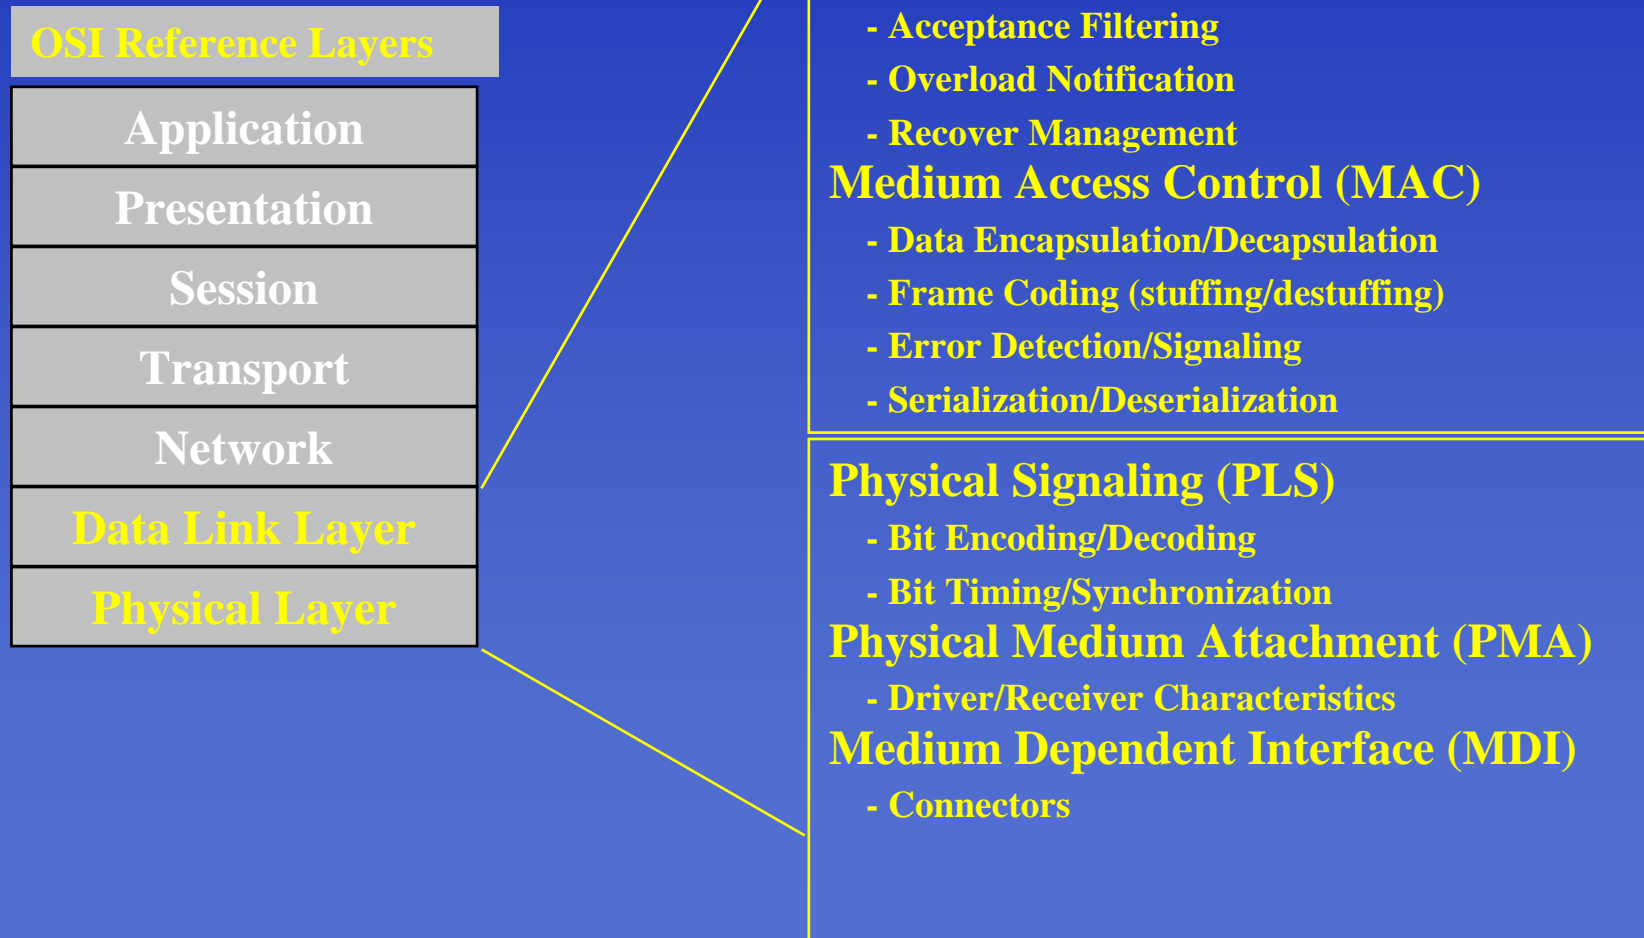 OSI Reference Layers
Application
Presentation
Session
Transport
Network
Data Link Layer
Physical Layer
- Acceptance Filtering
- Overload Notification
- Recover Management
Medium Access Control (MAC)
- Data Encapsulation/Decapsulation
- Frame Coding (stuffing/destuffing)
- Error Detection/Signaling
- Serialization/Deserialization
Physical Signaling (PLS)
- Bit Encoding/Decoding
- Bit Timing/Synchronization
Physical Medium Attachment (PMA)
- Driver/Receiver Characteristics
Medium Dependent Interface (MDI)
- Connectors